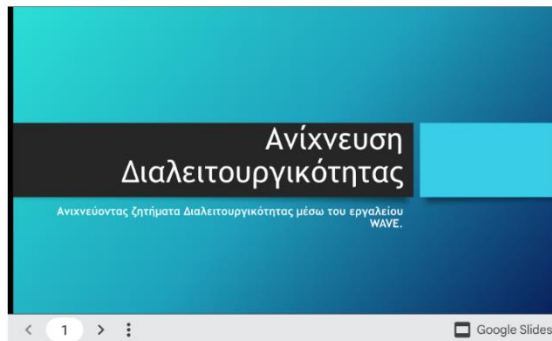 Ανίχνευση
Διαλειτουργικότητας
Ανιχνεύοντας ζητήματα Διαλειτουργικότητας μέσω του εργαλείου
WAVE.
1
Google Slides